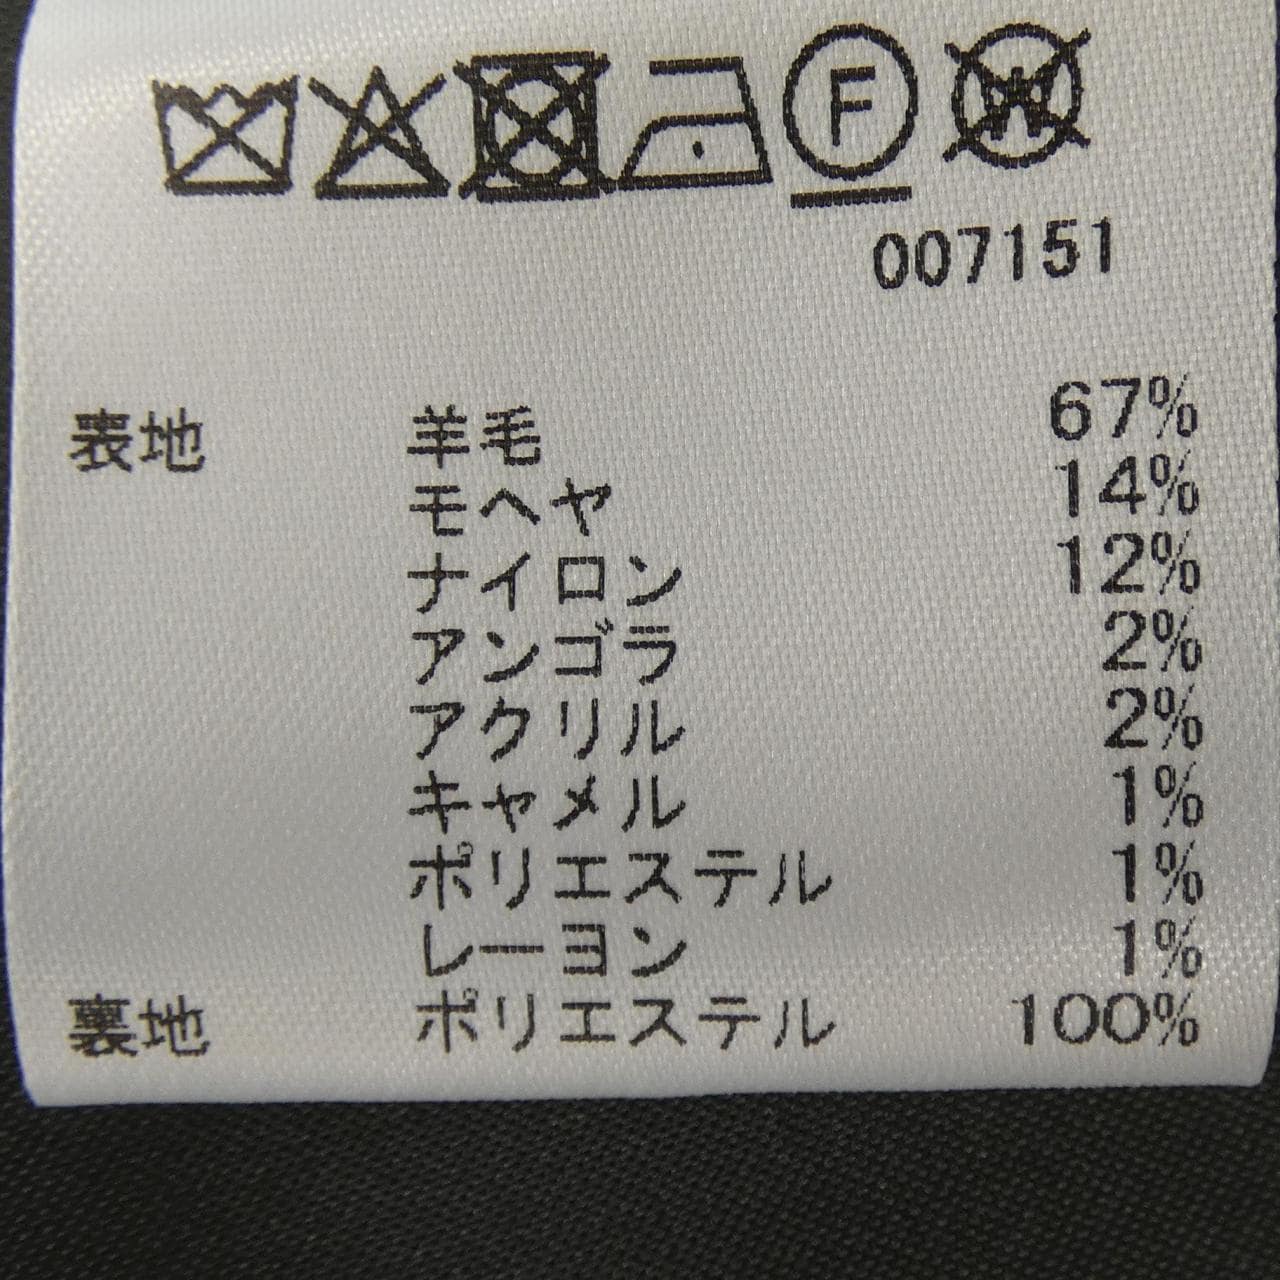 F W
007151
表地 羊毛 67%
モヘヤ 14%
ナイロン 12%
アンゴラ 2%
アクリル 2%
キャメル 1%
ポリエステル 1%
レーヨン 1%
裏地 ポリエステル 100%